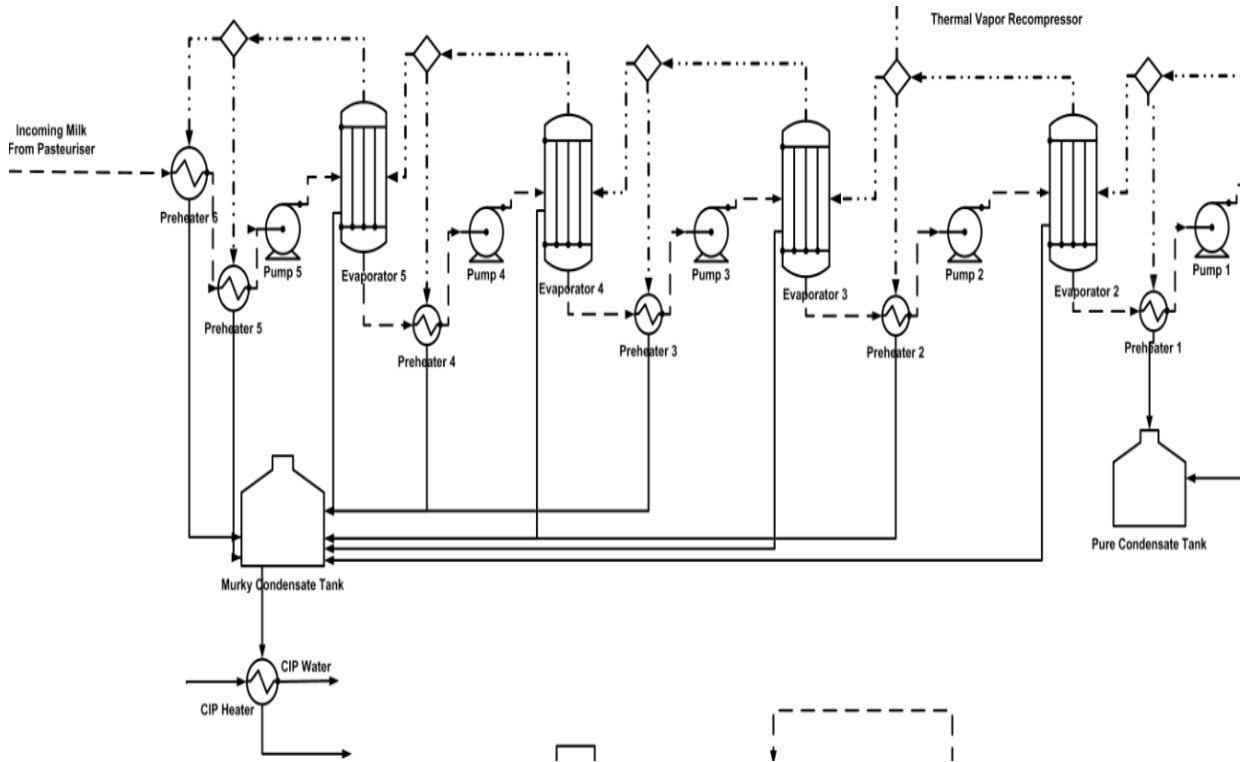 Thermal Vapor Recompressor
Incoming Milk
From Pasteuriser
Preheater 6
Pump 5
Preheater 5
Evaporator 5
Pump 4
Preheater 4
Evaporator 4
Pump 3
Preheater 3
Evaporator 3
Pump 2
Preheater 2
Evaporator 2
Pump 1
Preheater 1
Pure Condensate Tank
Murky Condensate Tank
CIP Water
CIP Heater